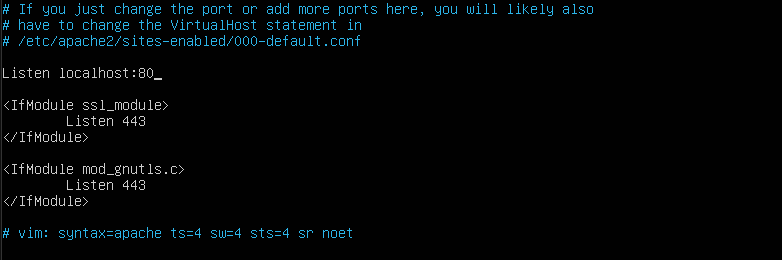 # If you just change the port or add more ports here, you will likely also
# have to change the VirtualHost statement in
# /etc/apache2/sites-enabled/000-default.conf
Listen localhost:80_
<IfModule ssl_module>
Listen 443
</IfModule>
<IfModule mod_gnutls.c>
Listen 443
</IfModule>
# vim: syntax=apache ts=4 sw=4 sts=4 sr noet